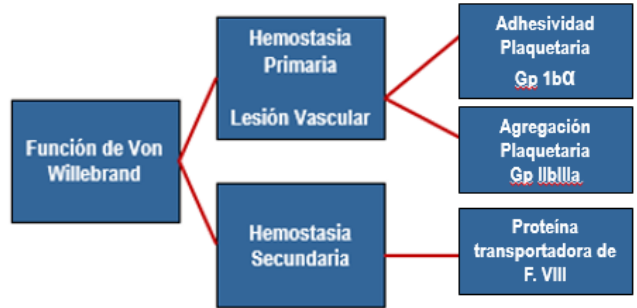 Función de Von
Willebrand
Hemostasia
Primaria
Lesión Vascular
Hemostasia
Secundaria
Adhesividad
Plaquetaria
Gp 1bα
Agregación
Plaquetaria
Gp IIbIIIa
Proteína
transportadora de
F. VIII